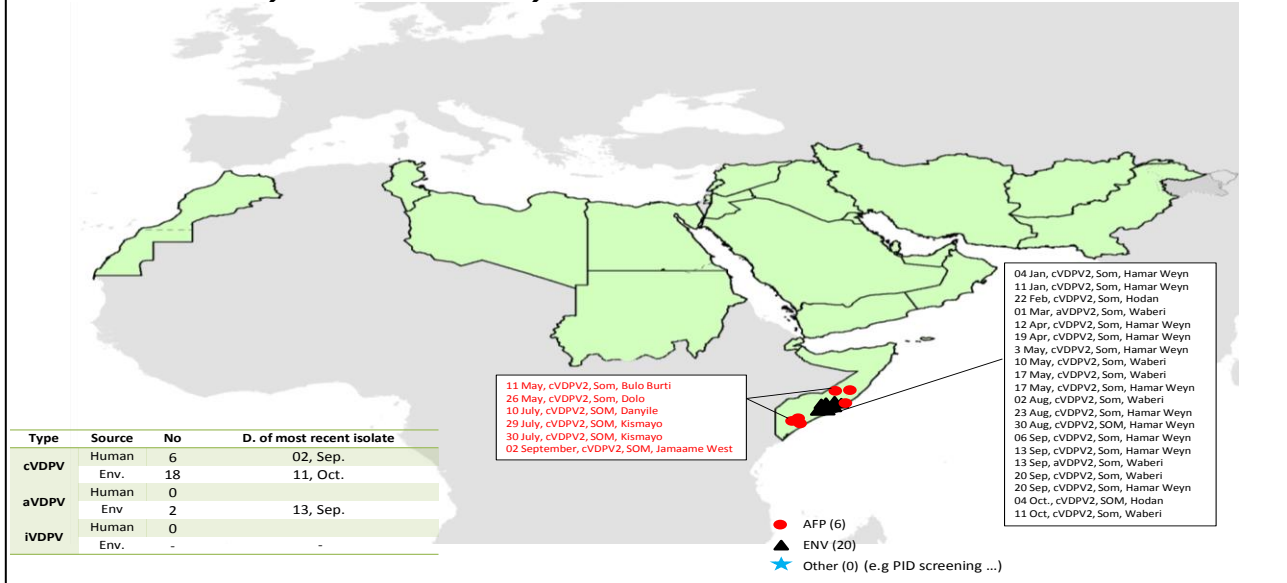 11 May, cVDPV2, Som, Bulo Burti
26 May, cVDPV2, Som, Dolo
10 July, cVDPV2, SOM, Danyile
29 July, cVDPV2, SOM, Kismayo
30 July, cVDPV2, SOM, Kismayo
02 September, cVDPV2, SOM, Jamaame West
04 Jan, cVDPV2, Som, Hamar Weyn
11 Jan, cVDPV2, Som, Hamar Weyn
22 Feb, cVDPV2, Som, Hodan
01 Mar, aVDPV2, Som, Waberi
12 Apr, cVDPV2, Som, Hamar Weyn
19 Apr, cVDPV2, Som, Hamar Weyn
3 May, cVDPV2, Som, Hamar Weyn
10 May, cVDPV2, Som, Waberi
17 May, cVDPV2, Som, Waberi
17 May, cVDPV2, Som, Hamar Weyn
02 Aug, cVDPV2, Som, Waberi
23 Aug, cVDPV2, Som, Hamar Weyn
30 Aug, cVDPV2, SOM, Hamar Weyn
06 Sep, cVDPV2, Som, Hamar Weyn
13 Sep, cVDPV2, Som, Hamar Weyn
13 Sep, aVDPV2, Som, Waberi
20 Sep, cVDPV2, Som, Waberi
20 Sep, cVDPV2, Som, Hamar Weyn
04 Oct., cVDPV2, SOM, Hodan
11 Oct, cVDPV2, Som, Waberi
Type Source No D. of most recent isolate
cVDPV Human 6 02, Sep.
Env. 18 11, Oct.
aVDPV Human 0
Env 2 13, Sep.
iVDPV Human 0
Env. - -
AFP (6)
ENV (20)
Other (0) (e.g PID screening ...)